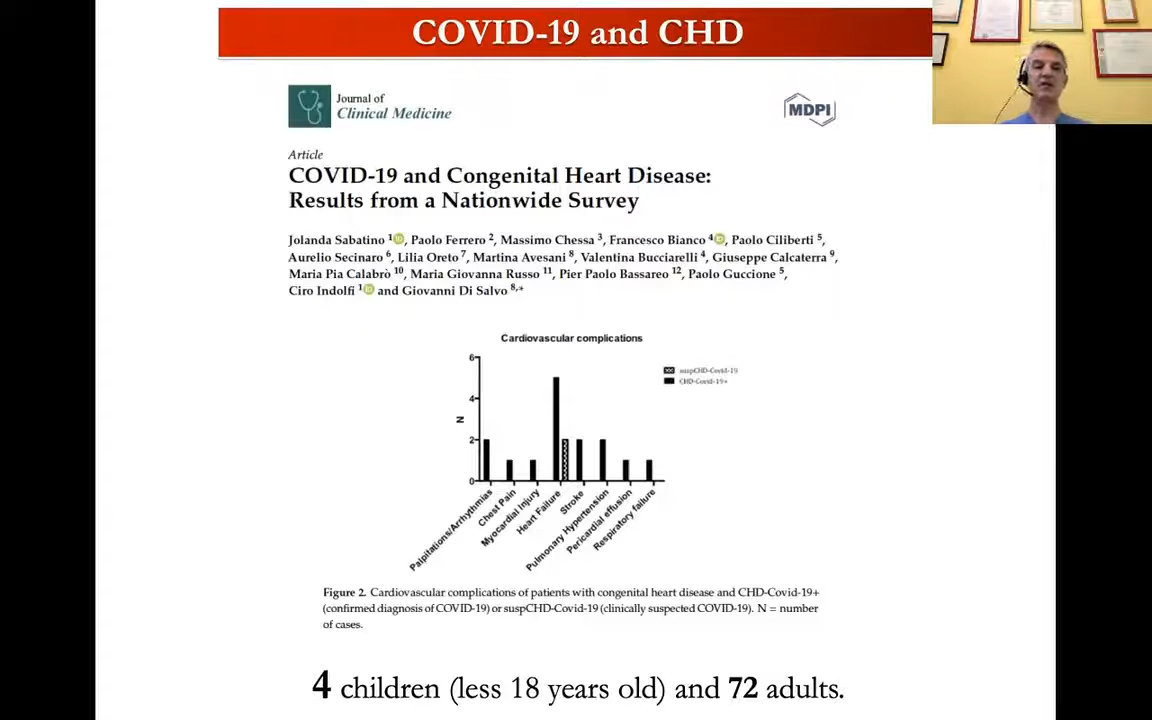 COVID-19 and CHD
Journal of
Clinical Medicine
MDPI
Article
COVID-19 and Congenital Heart Disease:
Results from a Nationwide Survey
Jolanda Sabatino 1, Paolo Ferrero 2, Massimo Chessa 3, Francesco Bianco 4, Paolo Ciliberti 5,
Aurelio Secinaro 6, Lilia Oreto 7, Martina Avesani 8, Valentina Bucciarelli 4, Giuseppe Calcaterra 9,
Maria Pia Calabrò 10, Maria Giovanna Russo 11, Pier Paolo Bassareo 12, Paolo Guccione 5,
Ciro Indolfi 1 and Giovanni Di Salvo 8,*
Cardiovascular complications
suspCHD-Covid-19
CHD-Covid-19+
N
6
4
2
0
Palpitations/Arrhythmias
Chest Pain
Myocardial Injury
Heart Failure
Stroke
Pulmonary Hypertension
Pericardial effusion
Respiratory failure
Figure 2. Cardiovascular complications of patients with congenital heart disease and CHD-Covid-19+
(confirmed diagnosis of COVID-19) or suspCHD-Covid-19 (clinically suspected COVID-19). N = number
of cases.
4 children (less 18 years old) and 72 adults.